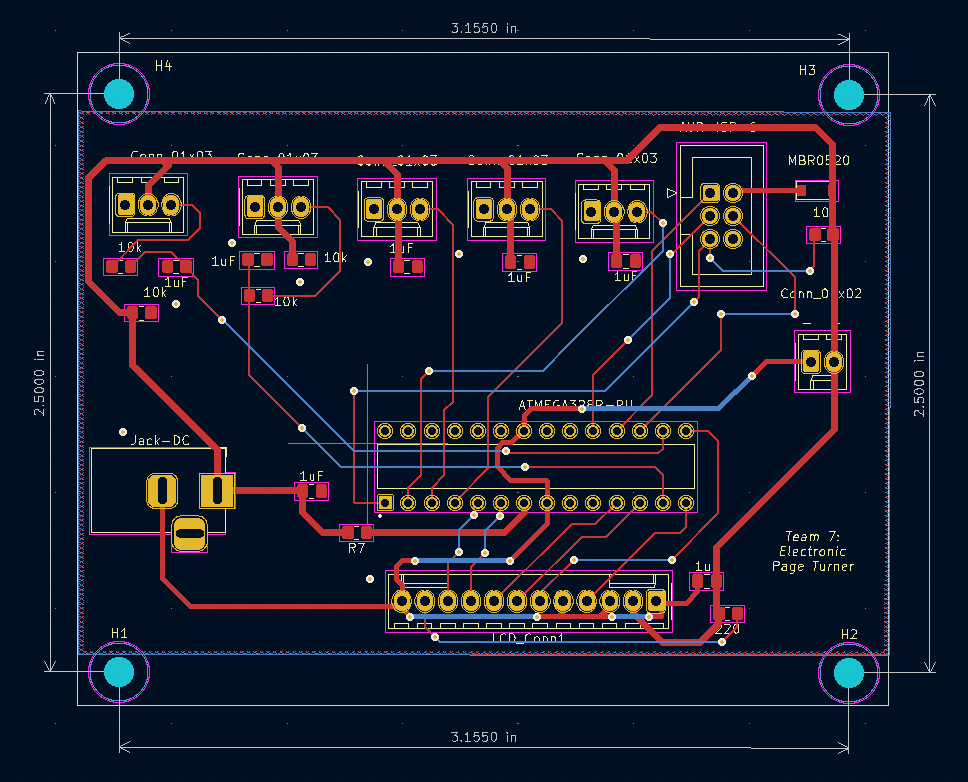 3.1550 in
H4
H3
AVR-ISP-6
Conn_01x03
Conn_01x03
Conn_01x03
Conn_01x03
Conn_01x03
MBR0520
10k
1uF
1uF
10k
1uF
1uF
1uF
10k
10k
10
Conn_01x02
2.5000 in
2.5000 in
ATMEGA328P-PU
Jack-DC
1uF
R7
Team 7:
Electronic
Page Turner
1u
220
LCD_Conn1
H1
H2
3.1550 in